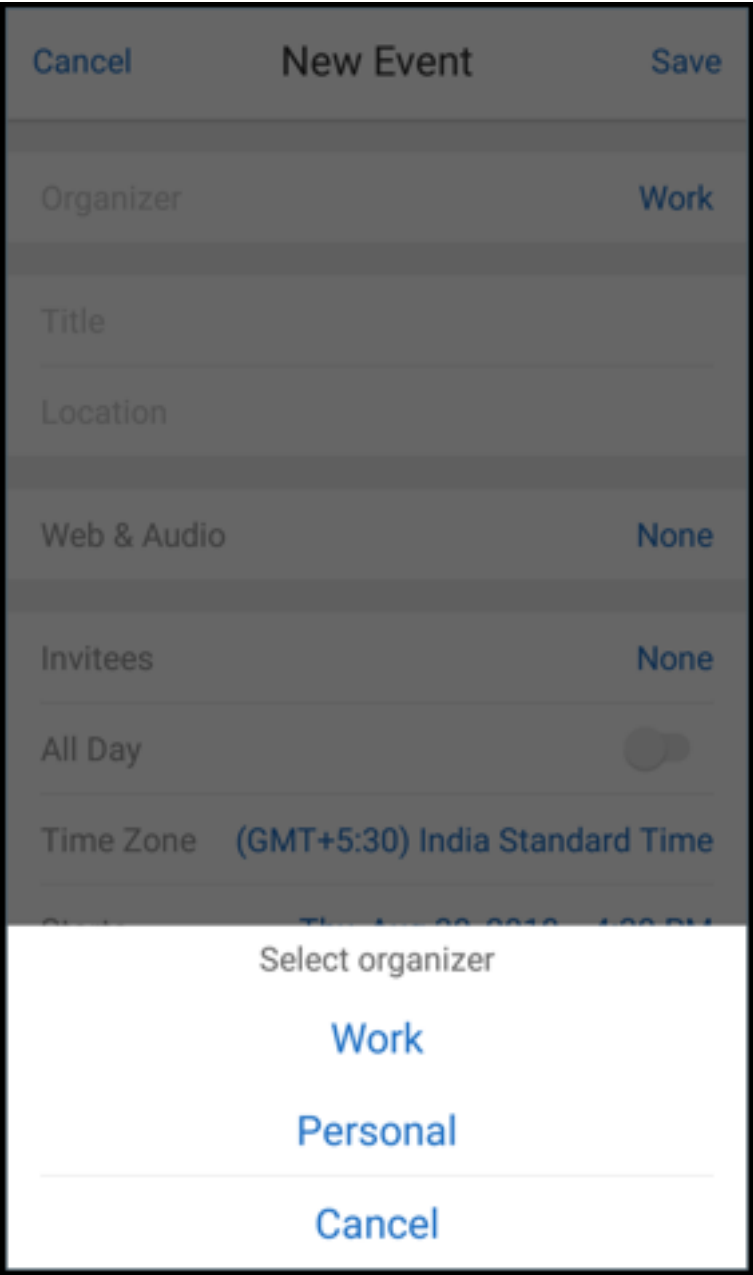 Cancel New Event Save
Organizer Work
Title
Location
Web & Audio None
Invitees None
All Day
Time Zone (GMT+5:30) India Standard Time
Select organizer
Work
Personal
Cancel